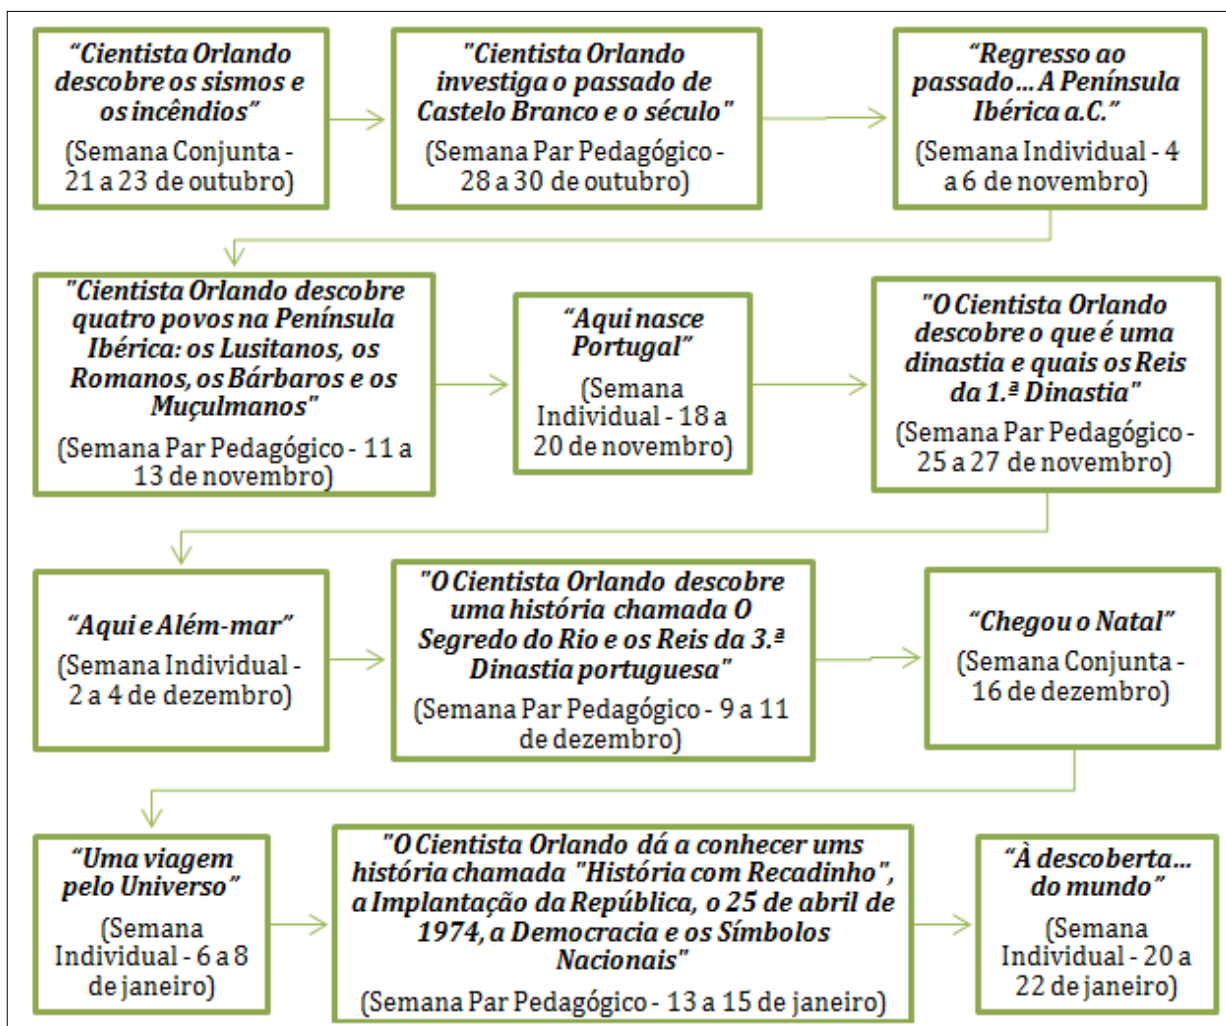 “Cientista Orlando
descobre os sismos e
os incêndios”
(Semana Conjunta -
21 a 23 de outubro)
"Cientista Orlando
investiga o passado de
Castelo Branco e o século"
(Semana Par Pedagógico -
28 a 30 de outubro)
“Regresso ao
passado... A Península
Ibérica a.C.”
(Semana Individual - 4
a 6 de novembro)
"Cientista Orlando descobre
quatro povos na Península
Ibérica: os Lusitanos, os
Romanos, os Bárbaros e os
Muçulmanos"
(Semana Par Pedagógico - 11 a
13 de novembro)
“Aqui nasce
Portugal”
(Semana
Individual - 18 a
20 de novembro)
"O Cientista Orlando
descobre o que é uma
dinastia e quais os Reis
da 1.ª Dinastia"
(Semana Par Pedagógico -
25 a 27 de novembro)
“Aqui e Além-mar”
(Semana Individual -
2 a 4 de dezembro)
"O Cientista Orlando descobre
uma história chamada O
Segredo do Rio e os Reis da 3.ª
Dinastia portuguesa"
(Semana Par Pedagógico - 9 a 11
de dezembro)
“Chegou o Natal”
(Semana Conjunta -
16 de dezembro)
“Uma viagem
pelo Universo”
(Semana
Individual - 6 a 8
de janeiro)
"O Cientista Orlando dá a conhecer ums
história chamada "História com Recadinho",
a Implantação da República, o 25 de abril de
1974, a Democracia e os Símbolos
Nacionais"
(Semana Par Pedagógico - 13 a 15 de janeiro)
“À descoberta...
do mundo”
(Semana
Individual - 20 a
22 de janeiro)